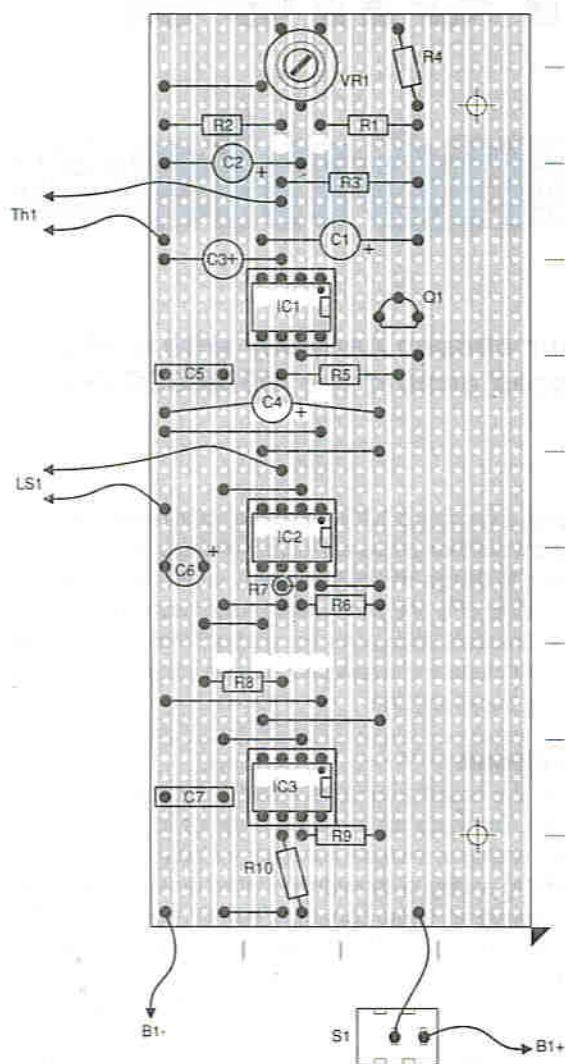 R4
VR1
R2
R1
C2
+
R3
Th1
C1
+
C3+
IC1
Q1
C5
R5
C4
+
LS1
IC2
+
C6
R7
R6
R8
IC3
C7
R9
R10
B1-
S1
B1+